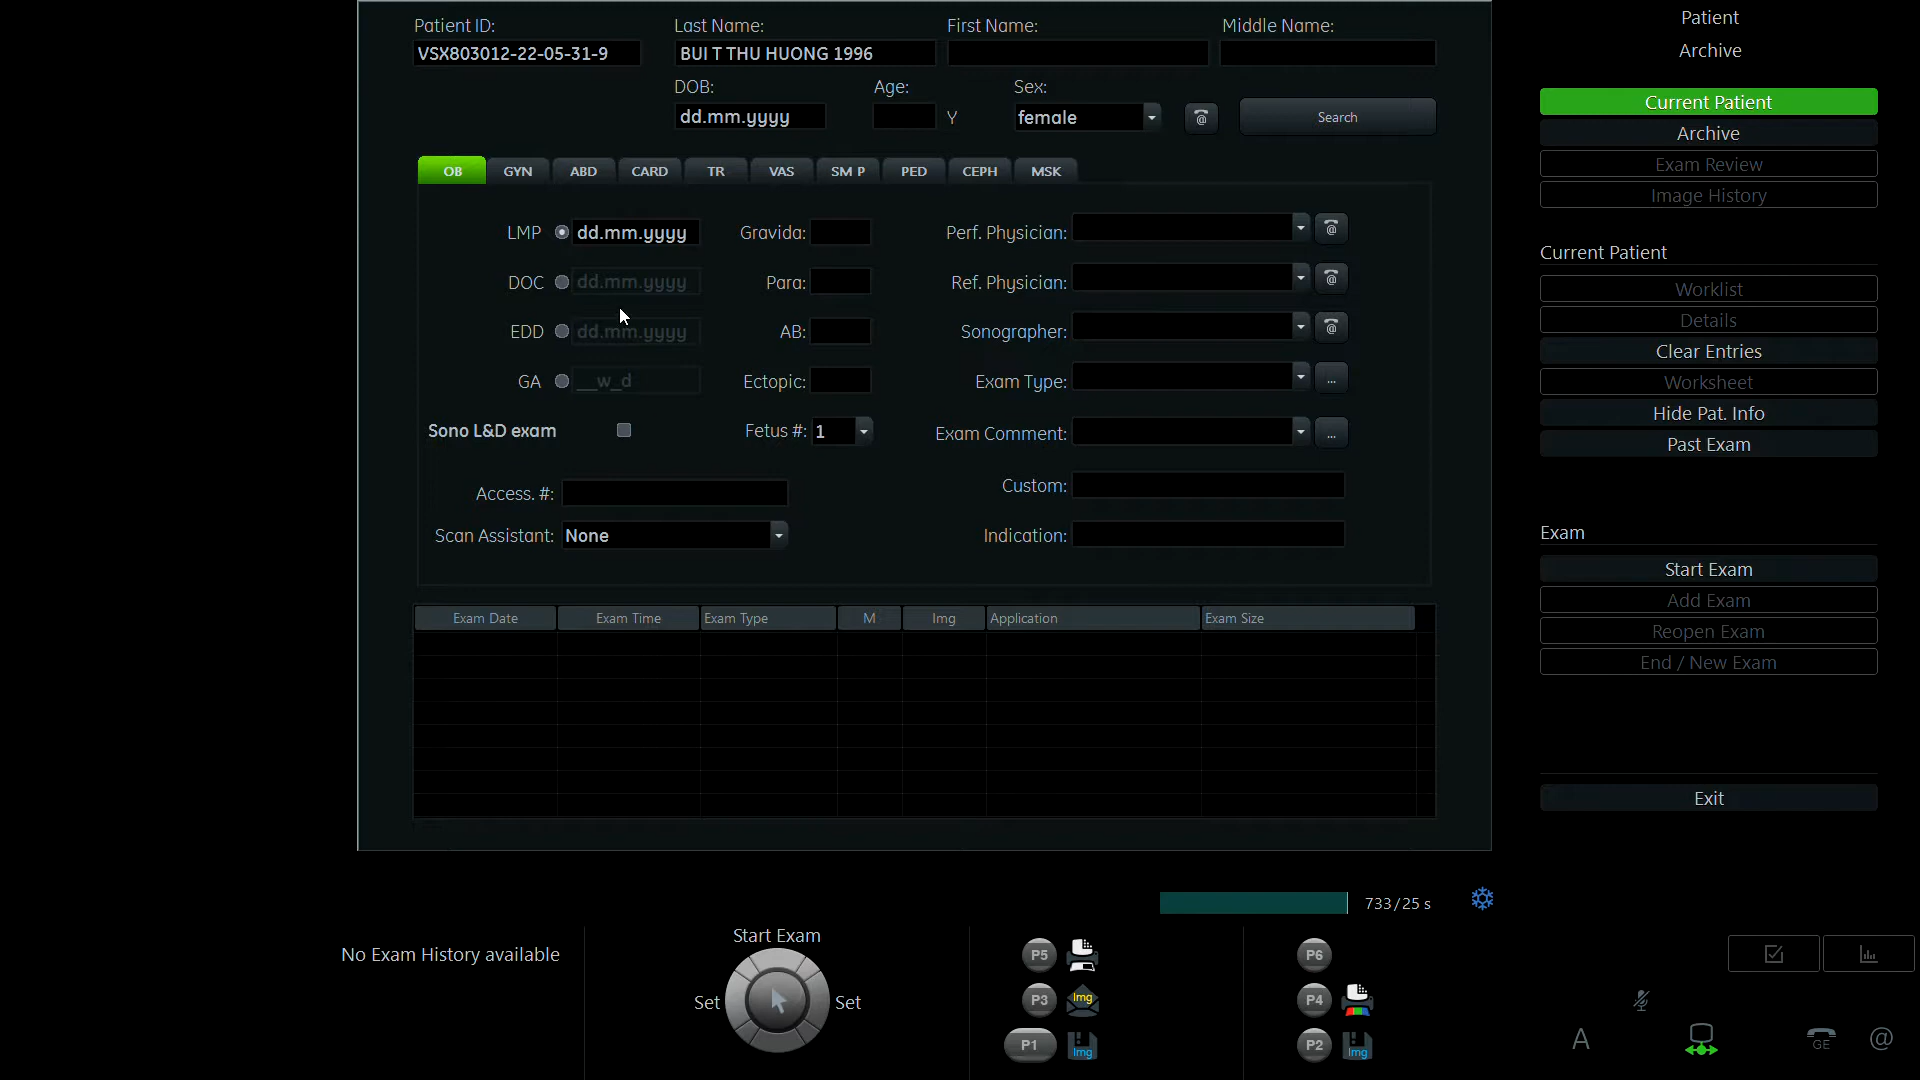 Patient ID: Last Name: First Name: Middle Name:
VSX803012-22-05-31-9 BUI T THU HUONG 1996
DOB: Age: Sex:
dd.mm.yyyy Y female @ Search
OB GYN ABD CARD TR VAS SM P PED CEPH MSK
LMP dd.mm.yyyy Gravida: Perf. Physician: @
DOC dd.mm.yyyy Para: Ref. Physician: @
EDD dd.mm.yyyy AB: Sonographer: @
GA __w_d Ectopic: Exam Type: ...
Sono L&D exam Fetus #: 1 Exam Comment: ...
Access. #: Custom:
Scan Assistant: None Indication:
Exam Date Exam Time Exam Type M Img Application Exam Size
Patient
Archive
Current Patient
Archive
Exam Review
Image History
Current Patient
Worklist
Details
Clear Entries
Worksheet
Hide Pat. Info
Past Exam
Exam
Start Exam
Add Exam
Reopen Exam
End / New Exam
Exit
733/25 s
No Exam History available
Start Exam
Set Set
P5 P6
P3 Img P4
P1 Img P2 Img
A GE @